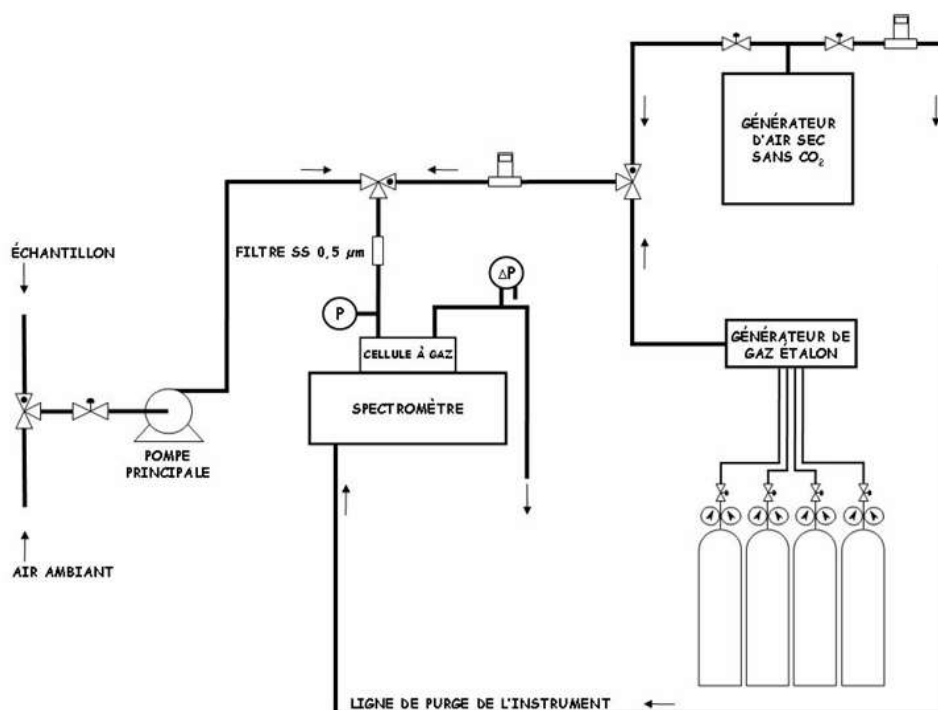 GÉNÉRATEUR
D'AIR SEC
SANS CO₂
ÉCHANTILLON
FILTRE SS 0,5 µm
ΔP
P
CELLULE À GAZ
GÉNÉRATEUR DE
GAZ ÉTALON
SPECTROMÈTRE
POMPE
PRINCIPALE
AIR AMBIANT
LIGNE DE PURGE DE L'INSTRUMENT